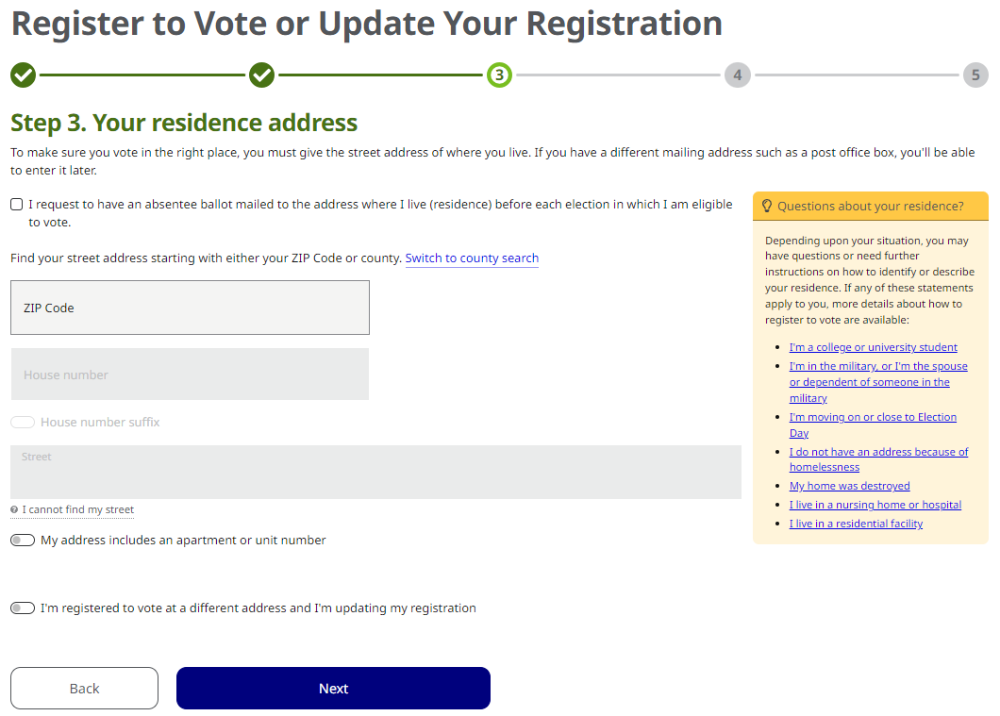 Register to Vote or Update Your Registration
3
4
5
Step 3. Your residence address
To make sure you vote in the right place, you must give the street address of where you live. If you have a different mailing address such as a post office box, you'll be able
to enter it later.
I request to have an absentee ballot mailed to the address where I live (residence) before each election in which I am eligible
to vote.
Find your street address starting with either your ZIP Code or county. Switch to county search
ZIP Code
House number
House number suffix
Street
I cannot find my street
My address includes an apartment or unit number
I'm registered to vote at a different address and I'm updating my registration
Back
Next
Questions about your residence?
Depending upon your situation, you may
have questions or need further
instructions on how to identify or describe
your residence. If any of these statements
apply to you, more details about how to
register to vote are available:
I'm a college or university student
I'm in the military, or I'm the spouse
or dependent of someone in the
military
I'm moving on or close to Election
Day
I do not have an address because of
homelessness
My home was destroyed
I live in a nursing home or hospital
I live in a residential facility